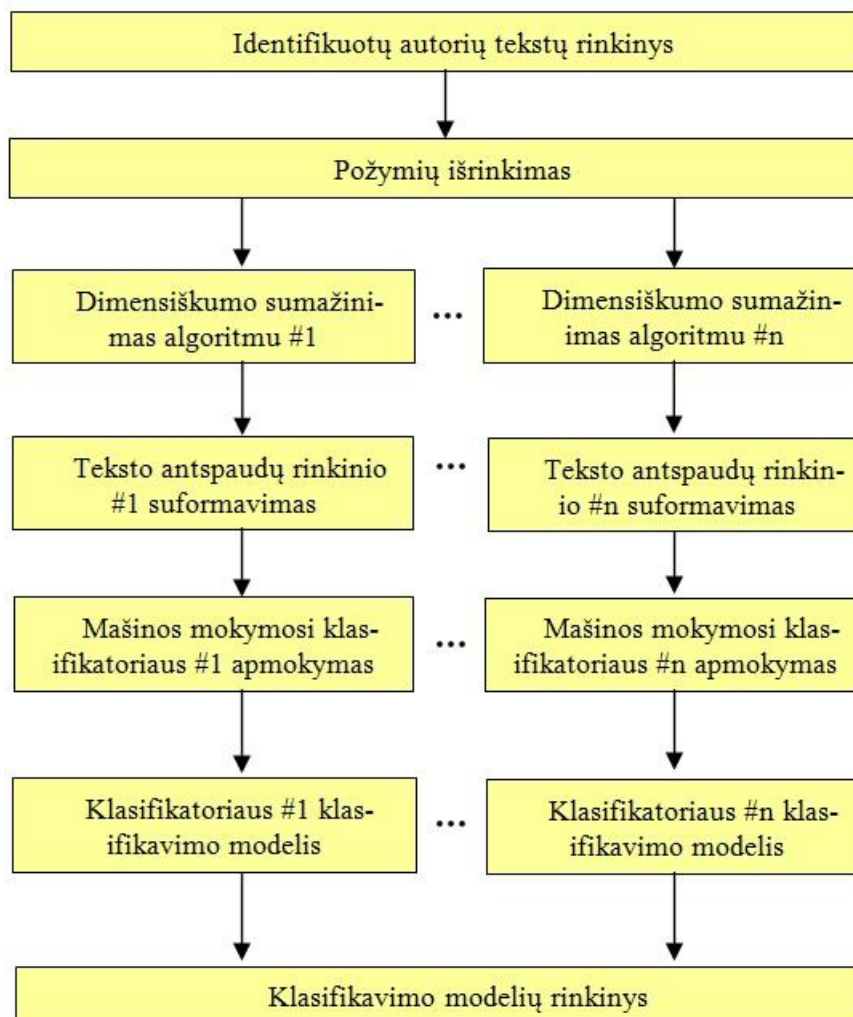 Identifikuotų autorių tekstų rinkinys
Požymių išrinkimas
Dimensiškumo sumažini-
mas algoritmu #1
...
Dimensiškumo sumažin-
imas algoritmu #n
Teksto antspaudų rinkinio
#1 suformavimas
...
Teksto antspaudų rinkin-
io #n suformavimas
Mašinos mokymosi klas-
ifikatoriaus #1 apmokymas
...
Mašinos mokymosi klas-
ifikatoriaus #n apmokymas
Klasifikatoriaus #1 klas-
ifikavimo modelis
...
Klasifikatoriaus #n klas-
ifikavimo modelis
Klasifikavimo modelių rinkinys